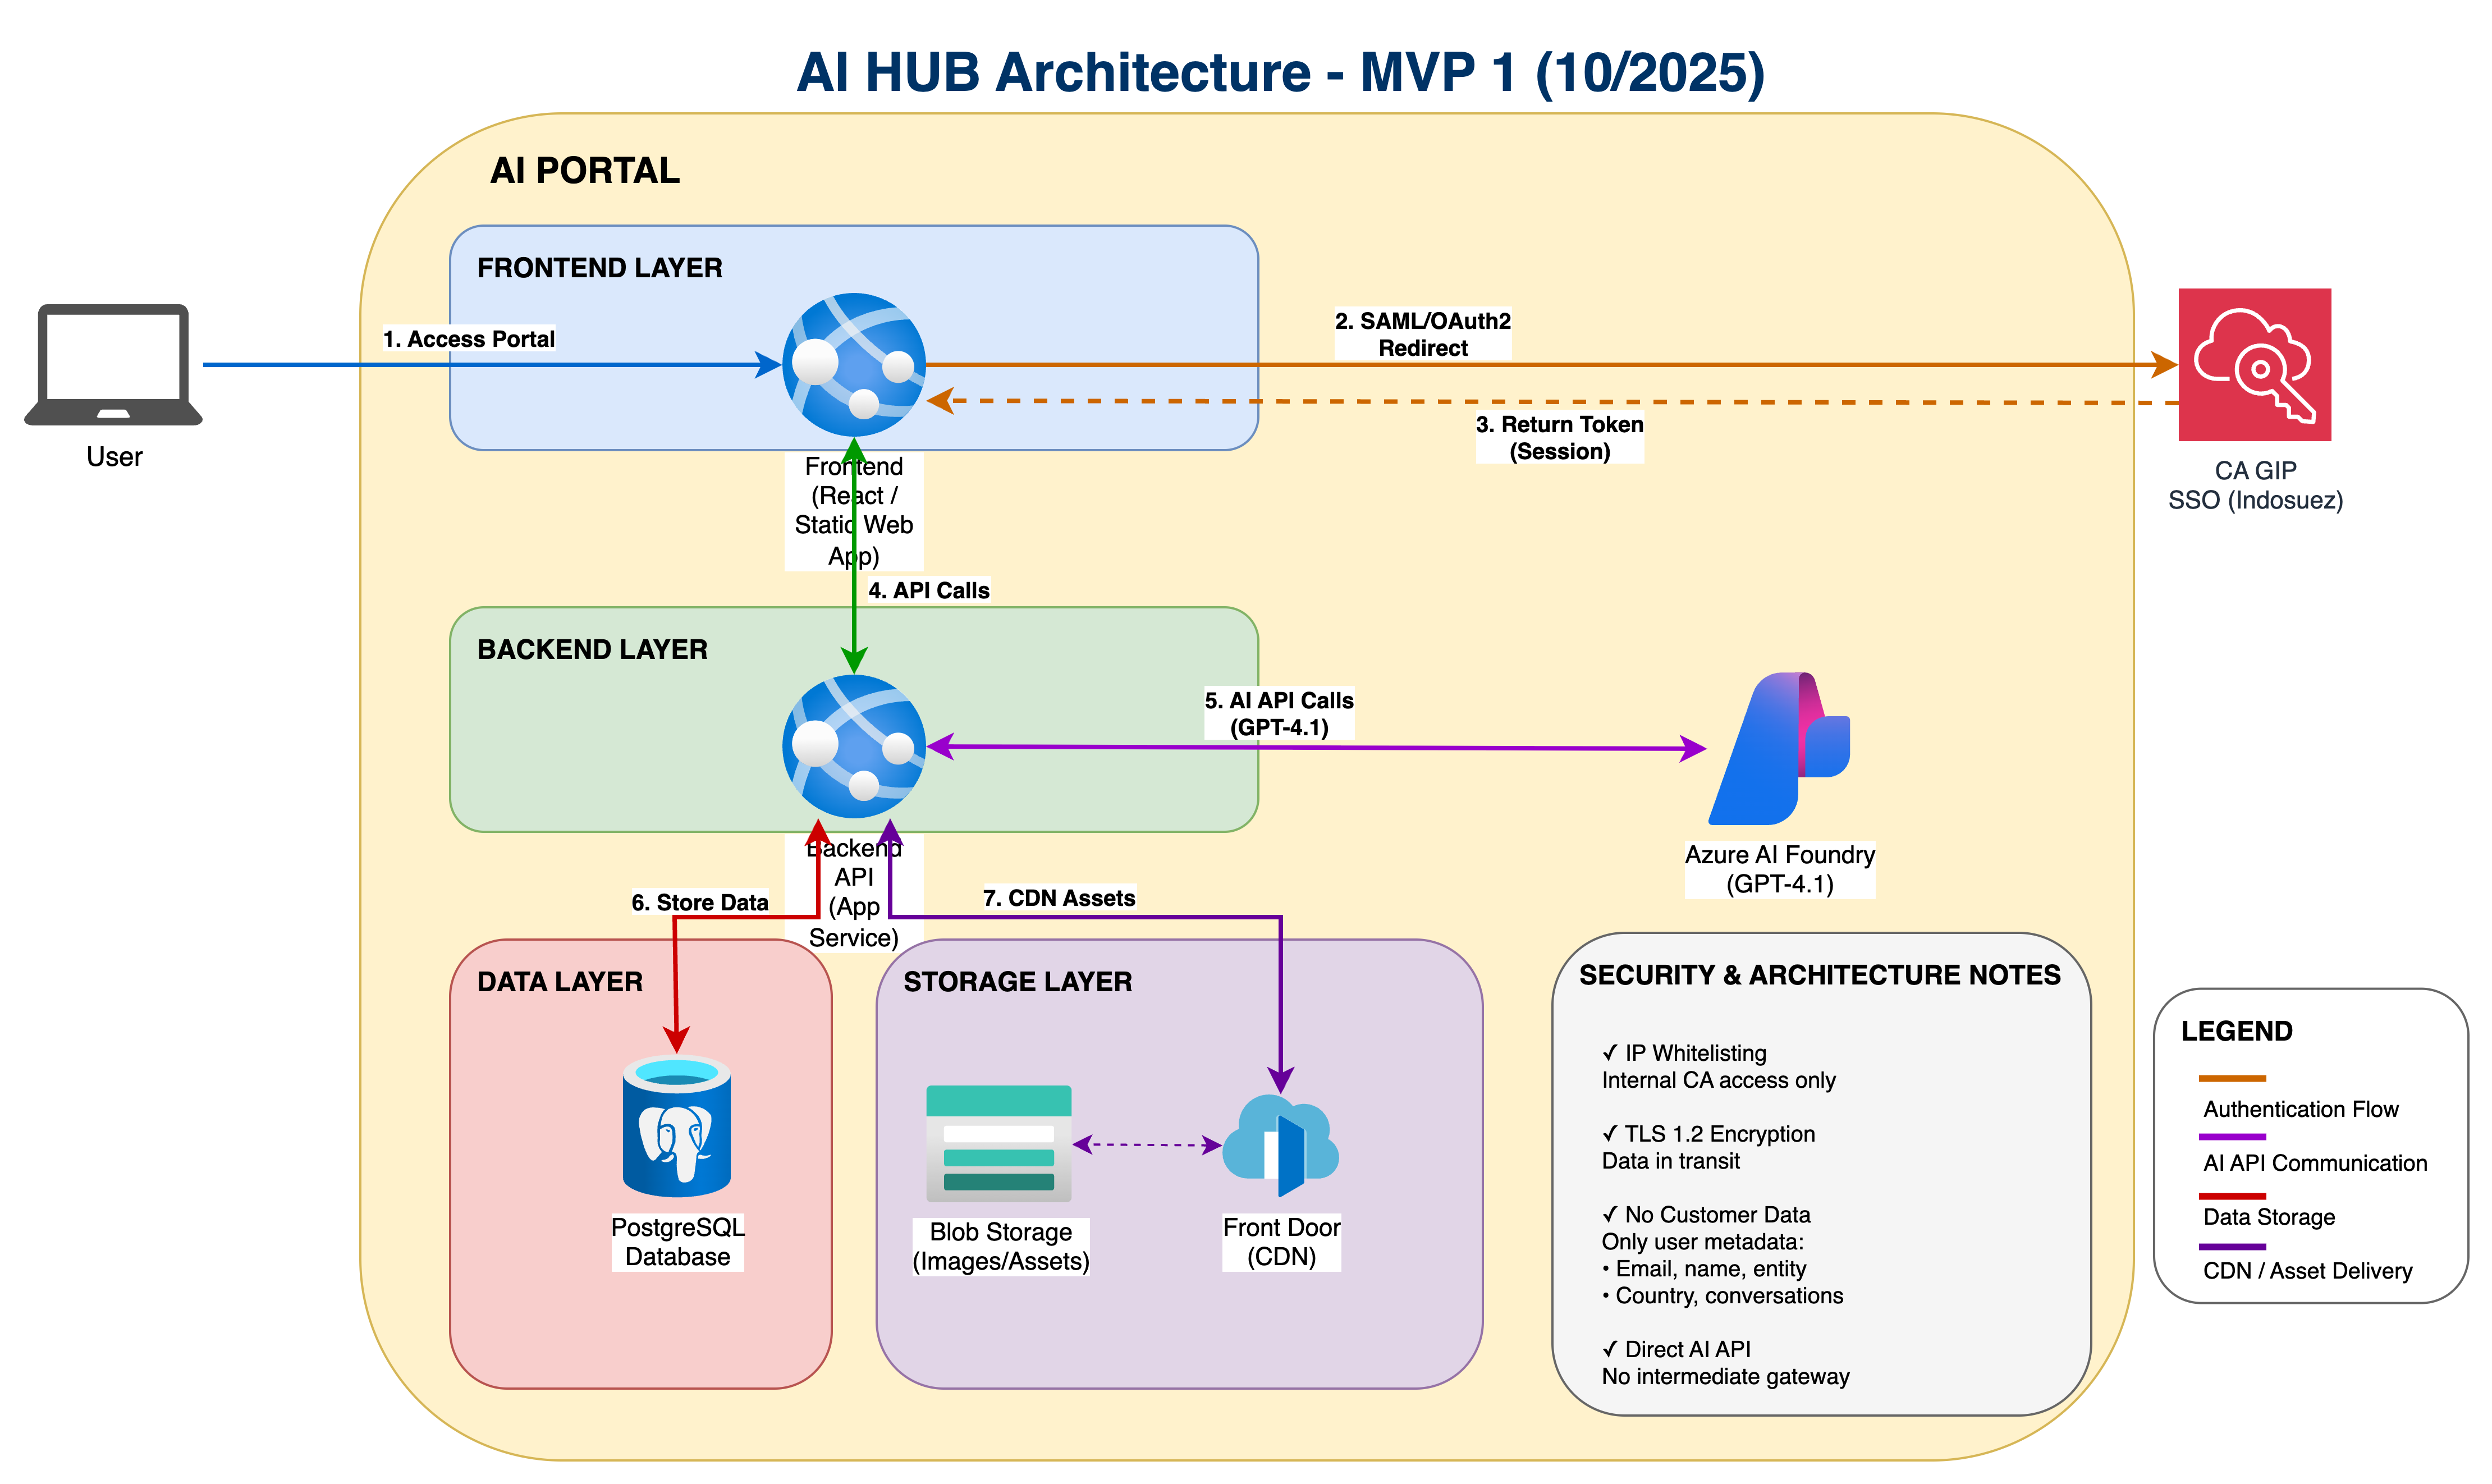 AI HUB Architecture - MVP 1 (10/2025)
AI PORTAL
FRONTEND LAYER
1. Access Portal
User
2. SAML/OAuth2
Redirect
3. Return Token
(Session)
CA GIP
SSO (Indosuez)
Frontend
(React /
Static Web
App)
4. API Calls
BACKEND LAYER
5. AI API Calls
(GPT-4.1)
Azure AI Foundry
(GPT-4.1)
Backend
API
(App
Service)
6. Store Data
7. CDN Assets
DATA LAYER
PostgreSQL
Database
STORAGE LAYER
Blob Storage
(Images/Assets)
Front Door
(CDN)
SECURITY & ARCHITECTURE NOTES
✓ IP Whitelisting
Internal CA access only
✓ TLS 1.2 Encryption
Data in transit
✓ No Customer Data
Only user metadata:
• Email, name, entity
• Country, conversations
✓ Direct AI API
No intermediate gateway
LEGEND
Authentication Flow
AI API Communication
Data Storage
CDN / Asset Delivery